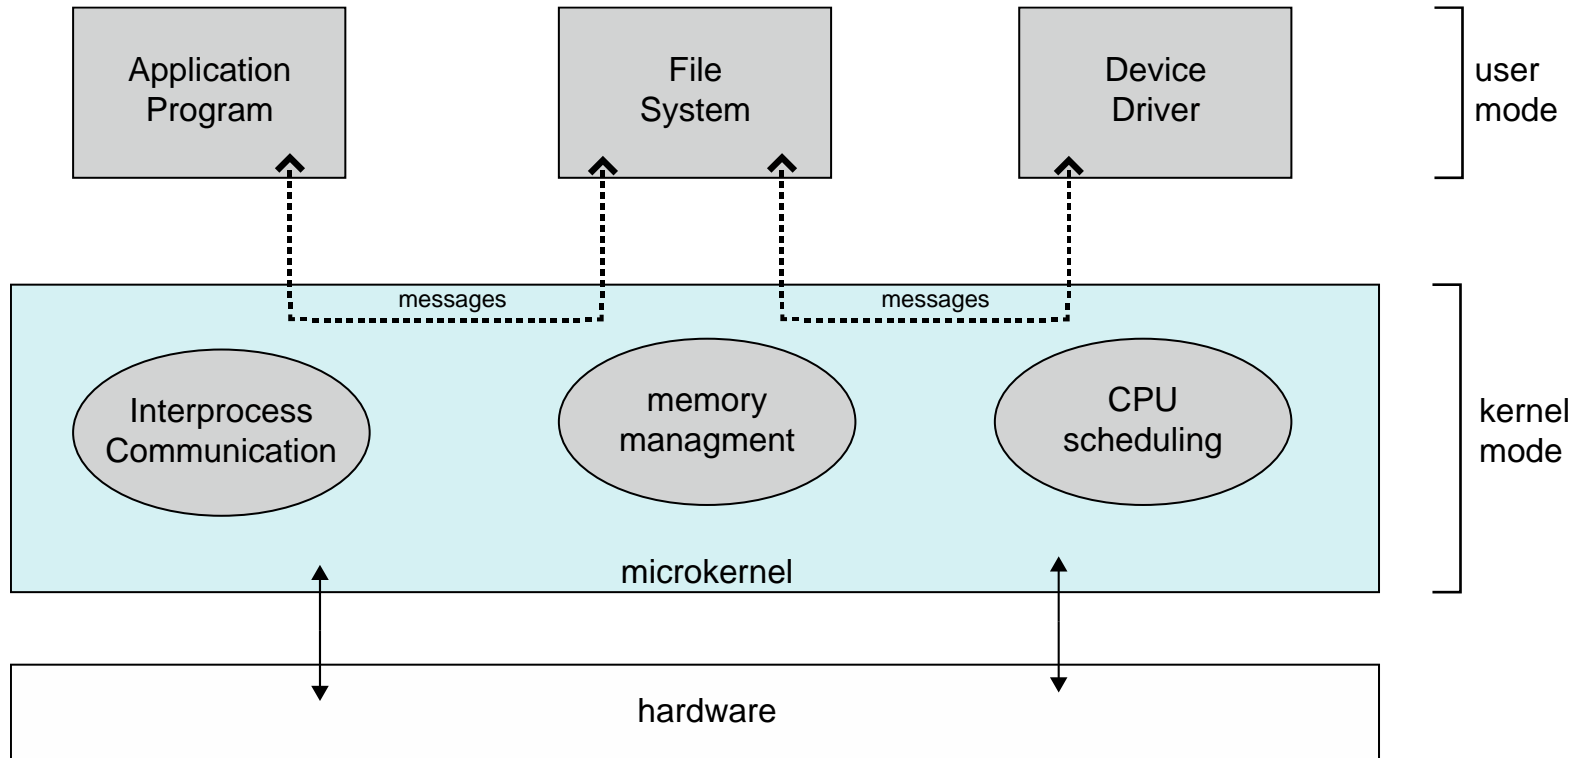 Application
Program
File
System
Device
Driver
user
mode
messages
messages
Interprocess
Communication
memory
managment
CPU
scheduling
kernel
mode
microkernel
hardware